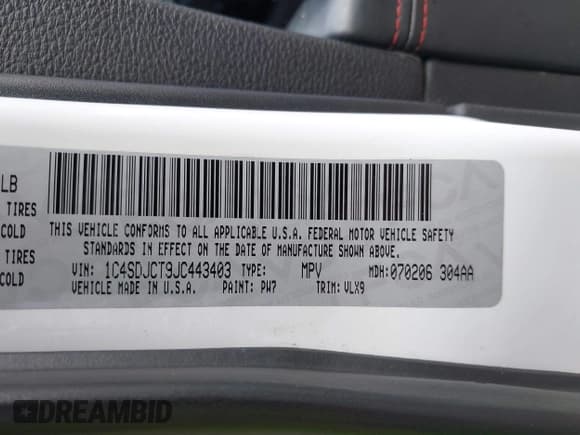 LB
TIRES
COLD
TIRES
COLD
THIS VEHICLE CONFORMS TO ALL APPLICABLE U.S.A. FEDERAL MOTOR VEHICLE SAFETY
STANDARDS IN EFFECT ON THE DATE OF MANUFACTURE SHOWN ABOVE.
VIN: 1C4SDJCT9JC443403 TYPE: MPV MDH:070206 304AA
VEHICLE MADE IN U.S.A. PAINT: PW7 TRIM: VLX9
DREAMBID